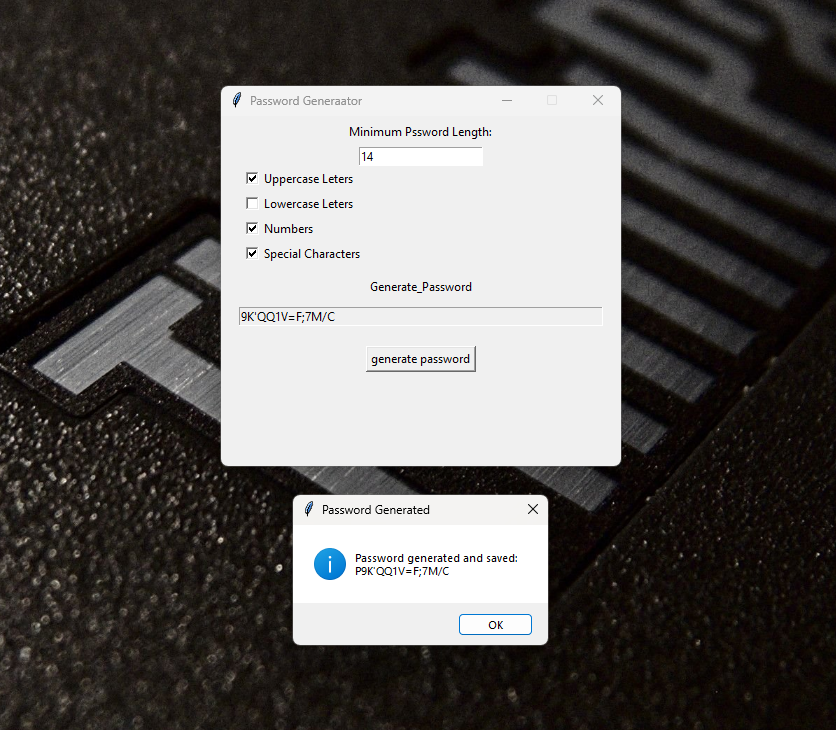 Password Generaator
Minimum Pssword Length:
14
Uppercase Leters
Lowercase Leters
Numbers
Special Characters
Generate_Password
9K'QQ1V=F;7M/C
generate password
Password Generated
Password generated and saved:
P9K'QQ1V=F;7M/C
OK